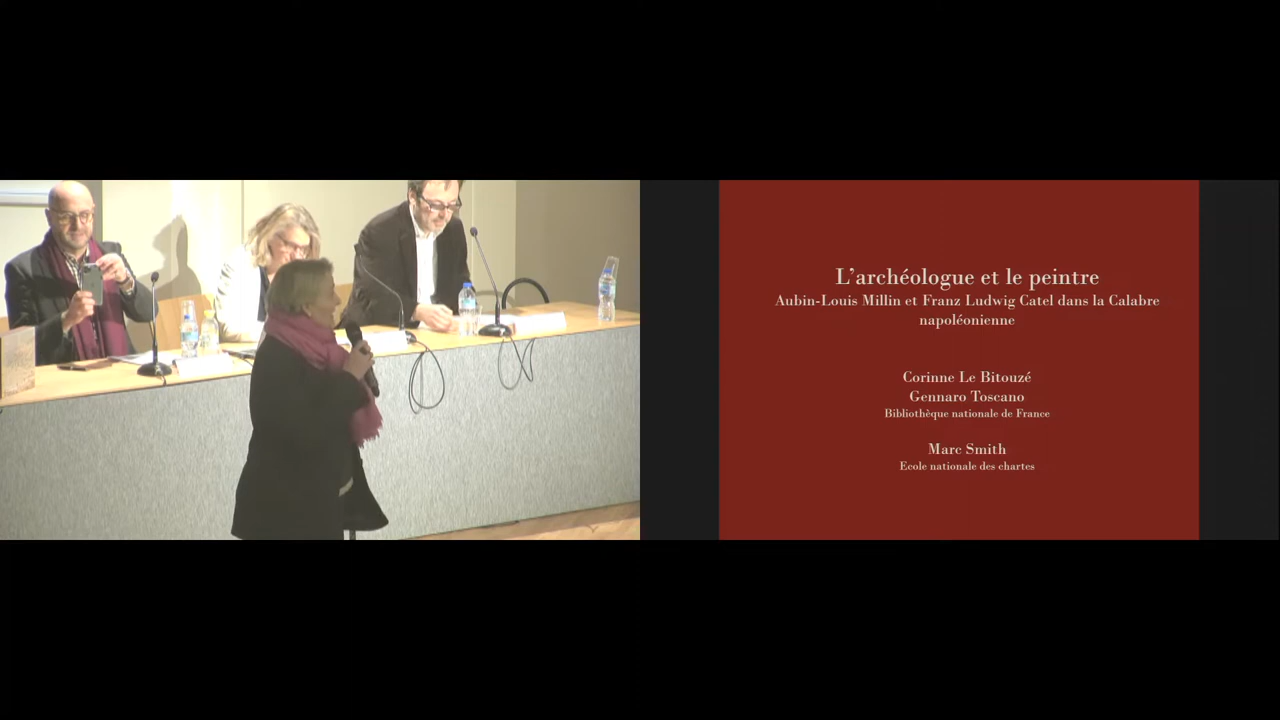 L'archéologue et le peintre
Aubin-Louis Millin et Franz Ludwig Catel dans la Calabre
napoléonienne
Corinne Le Bitouzé
Gennaro Toscano
Bibliothèque nationale de France
Marc Smith
Ecole nationale des chartes